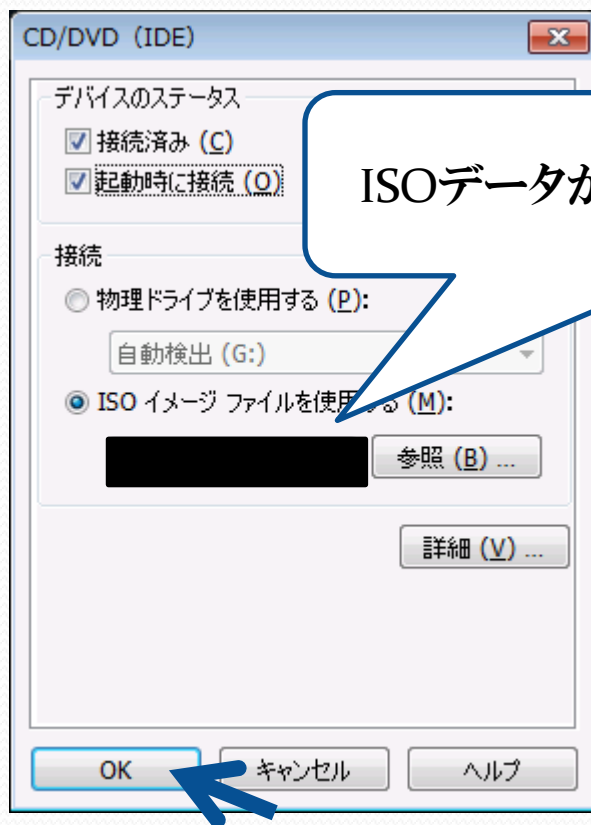 CD/DVD (IDE)
デバイスのステータス
接続済み (C)
起動時に接続 (O)
ISOデータが
接続
物理ドライブを使用する (P):
自動検出 (G:)
ISO イメージ ファイルを使用する (M):
参照 (B) ...
詳細 (V) ...
OK
キャンセル
ヘルプ